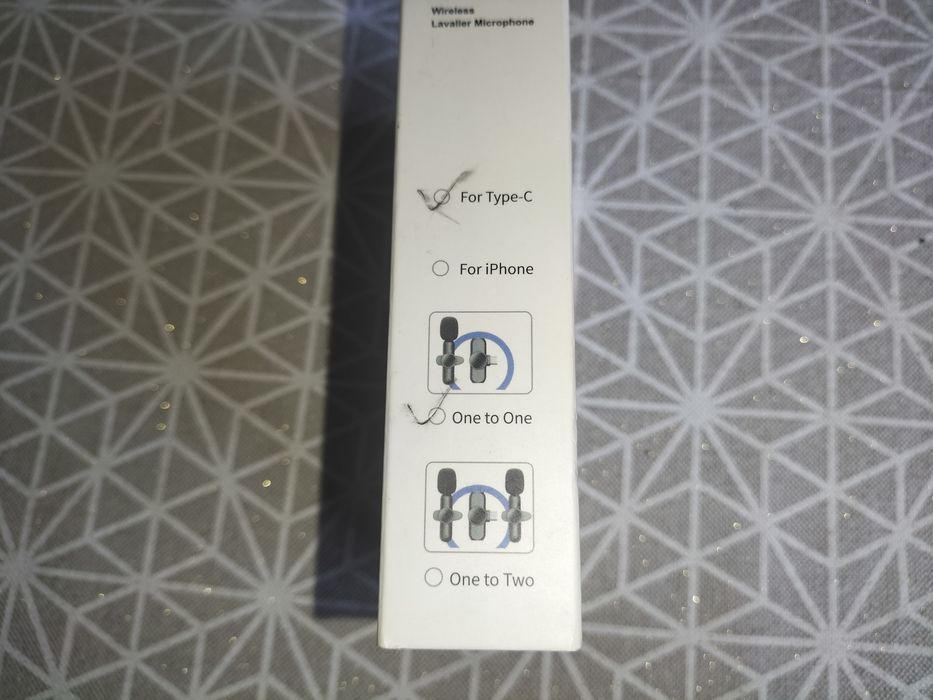 Wireless
Lavalier Microphone
For Type-C
For iPhone
One to One
One to Two